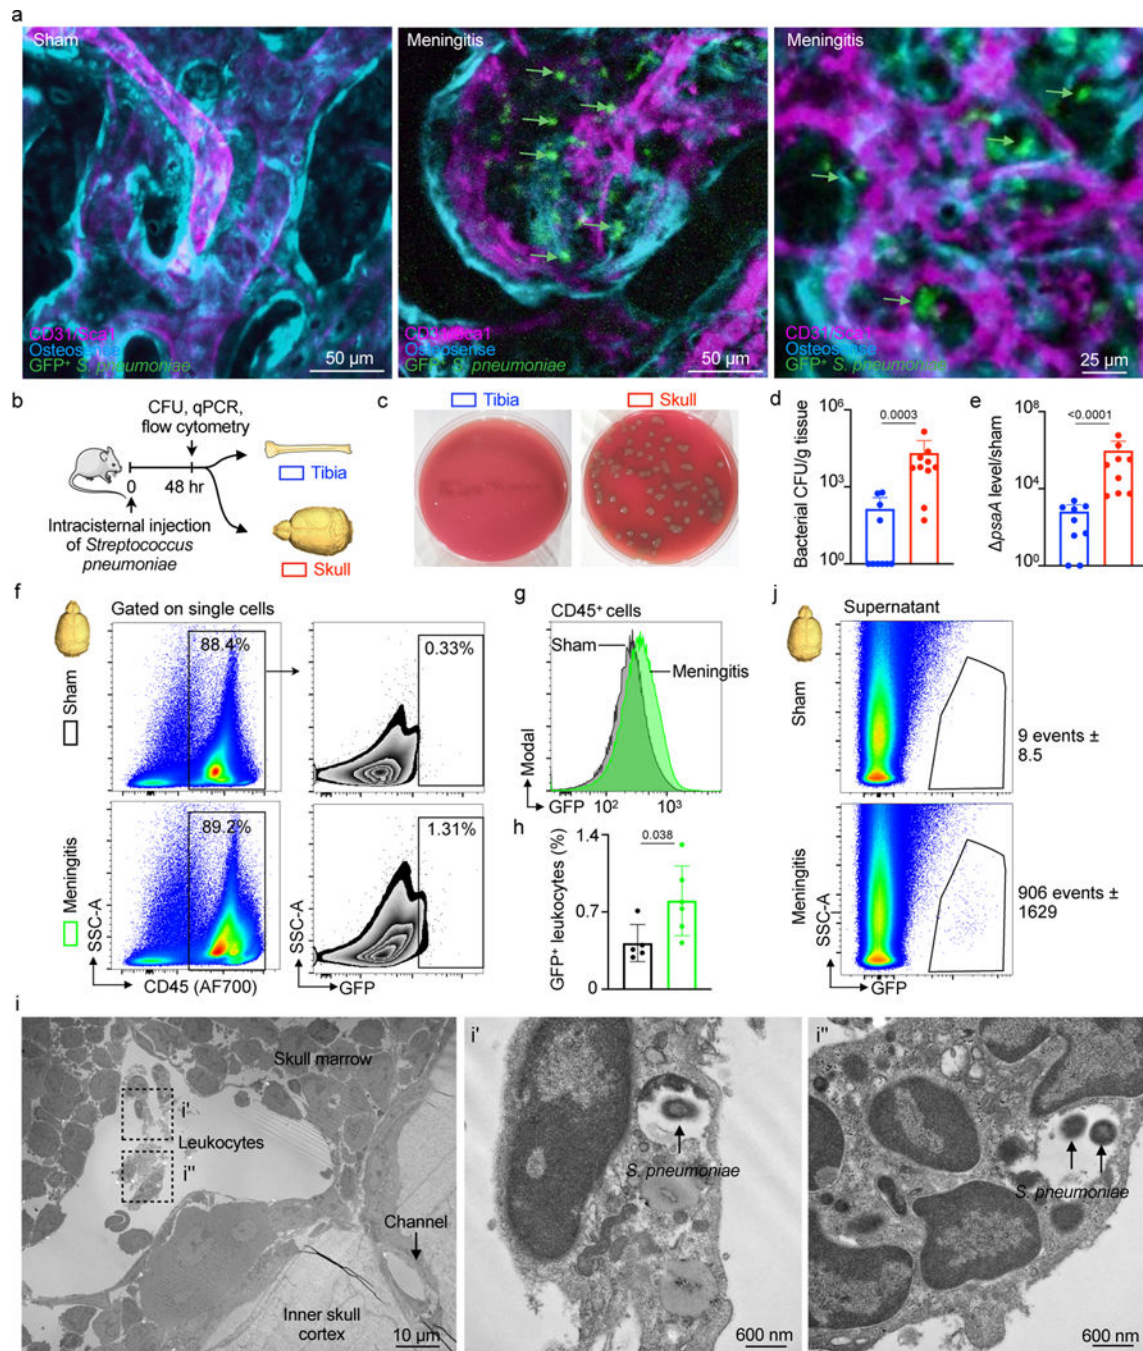 a
Sham
CD31/Sca1
Osteosense
GFP⁺ S. pneumoniae
50 µm
Meningitis
CD31/Sca1
Osteosense
GFP⁺ S. pneumoniae
50 µm
Meningitis
CD31/Sca1
Osteosense
GFP⁺ S. pneumoniae
25 µm
b
CFU, qPCR,
flow cytometry
0
48 hr
Intracisternal injection
of Streptococcus
pneumoniae
Tibia
Skull
c
Tibia
Skull
d
Bacterial CFU/g tissue
10⁶
10³
10⁰
0.0003
e
ΔpsaA level/sham
10⁸
10⁴
10⁰
<0.0001
f
Gated on single cells
Sham
88.4%
0.33%
Meningitis
89.2%
1.31%
SSC-A
CD45 (AF700)
SSC-A
GFP
g
CD45⁺ cells
Sham
Meningitis
Modal
GFP
10²
10³
h
GFP⁺ leukocytes (%)
1.4
0.7
0
0.038
j
Supernatant
Sham
9 events ±
8.5
Meningitis
906 events ±
1629
SSC-A
GFP
i
Skull marrow
i'
Leukocytes
i"
Channel
Inner skull
cortex
10 µm
i'
S. pneumoniae
600 nm
i"
S. pneumoniae
600 nm